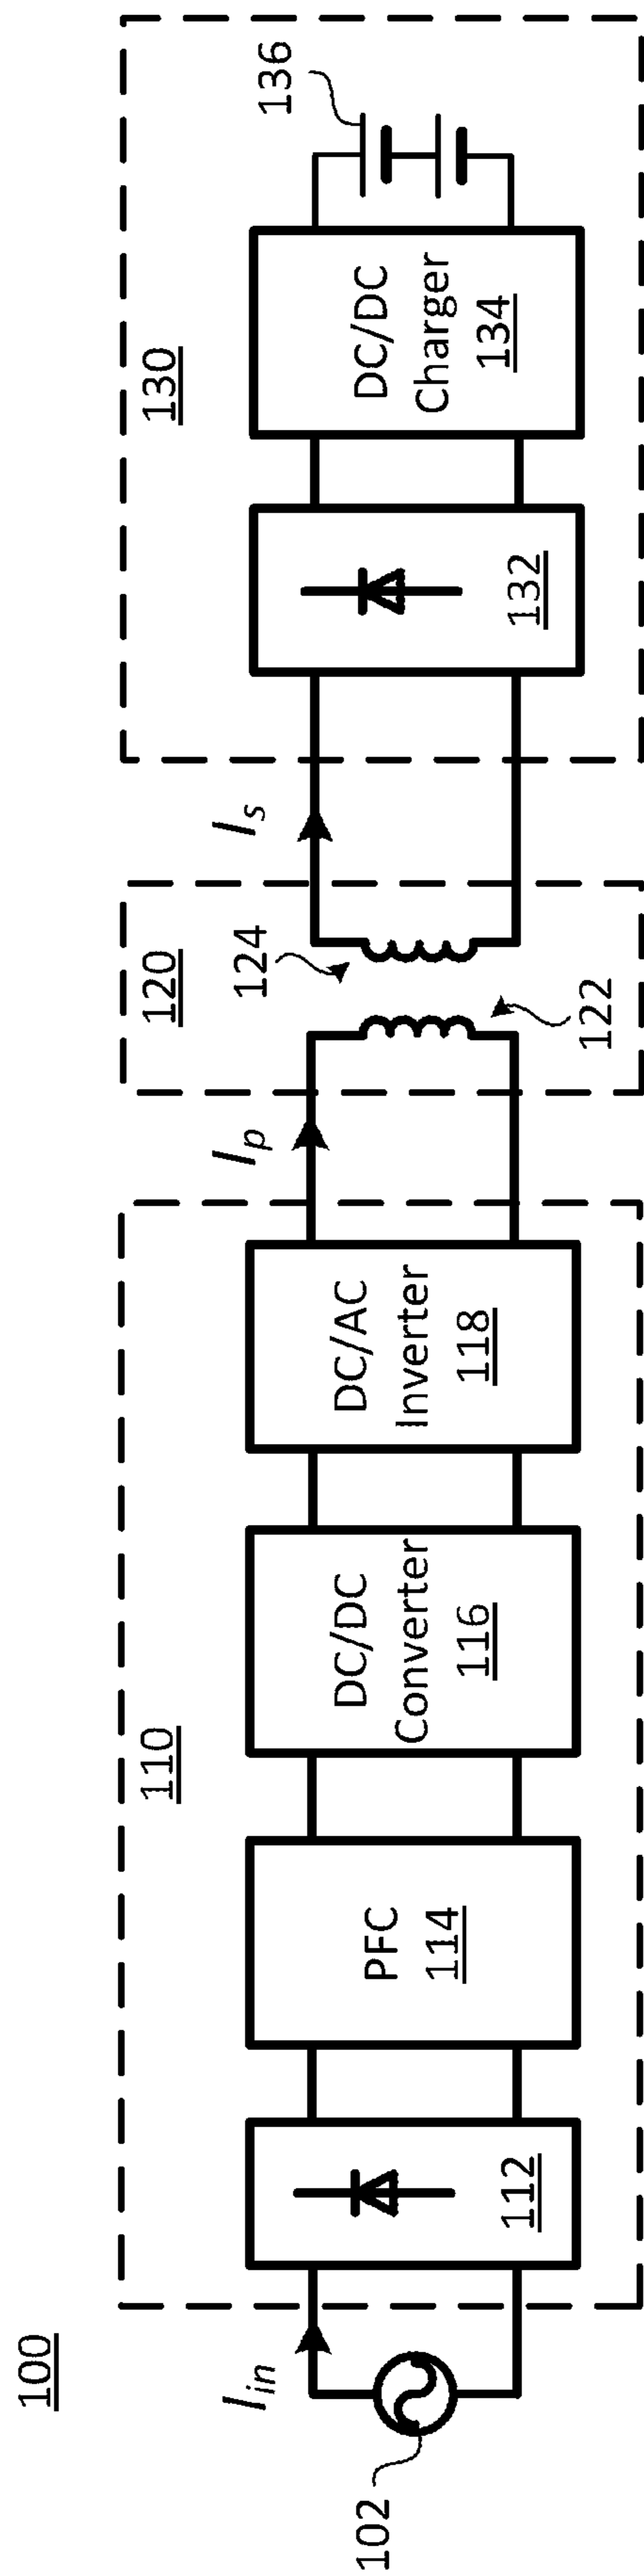 100
110
120
130
I_in
I_p
I_s
102
112
PFC
114
DC/DC
Converter
116
DC/AC
Inverter
118
124
122
132
DC/DC
Charger
134
136